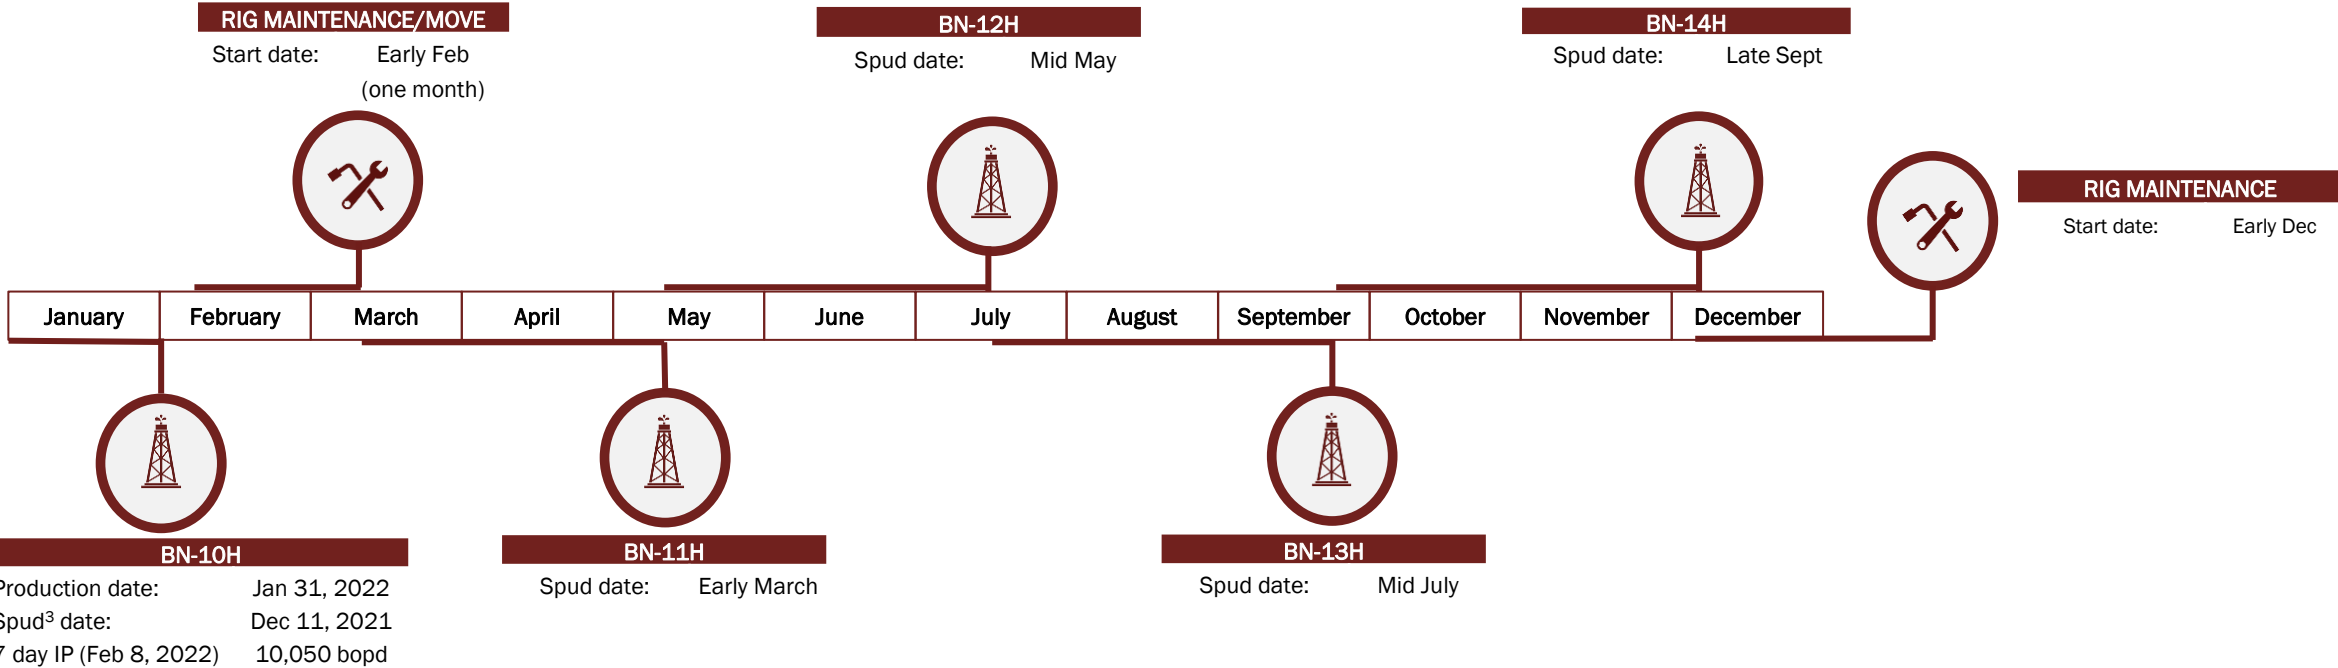 RIG MAINTENANCE/MOVE
Start date: Early Feb
(one month)
BN-12H
Spud date: Mid May
BN-14H
Spud date: Late Sept
RIG MAINTENANCE
Start date: Early Dec
January February March April May June July August September October November December
BN-10H
Production date: Jan 31, 2022
Spud³ date: Dec 11, 2021
7 day IP (Feb 8, 2022) 10,050 bopd
BN-11H
Spud date: Early March
BN-13H
Spud date: Mid July